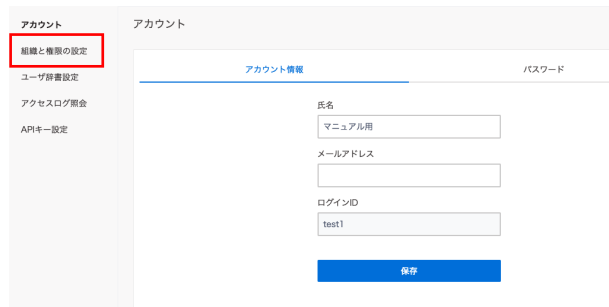 アカウント
組織と権限の設定
ユーザ辞書設定
アクセスログ照会
APIキー設定
アカウント
アカウント情報
パスワード
氏名
マニュアル用
メールアドレス
ログインID
test1
保存